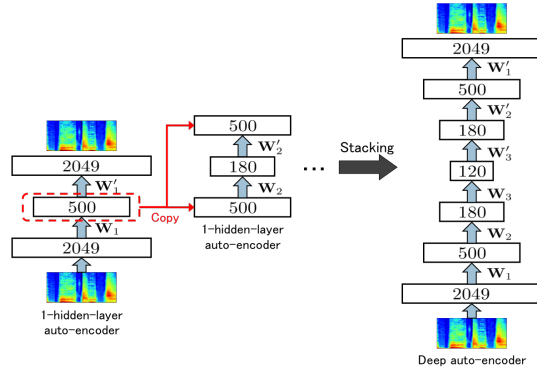 2049
W′₁
500
W₁
2049
1-hidden-layer
auto-encoder
Copy
500
W′₂
180
W₂
500
1-hidden-layer
auto-encoder
...
Stacking
2049
W′₁
500
W′₂
180
W′₃
120
W₃
180
W₂
500
W₁
2049
Deep auto-encoder